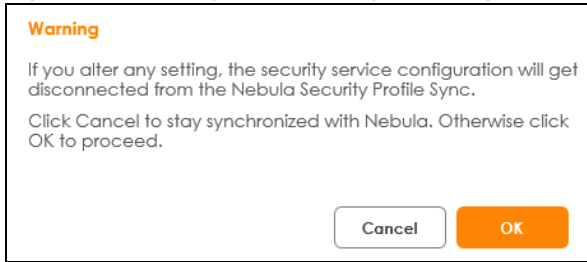 Warning
If you alter any setting, the security service configuration will get
disconnected from the Nebula Security Profile Sync.
Click Cancel to stay synchronized with Nebula. Otherwise click
OK to proceed.
Cancel OK